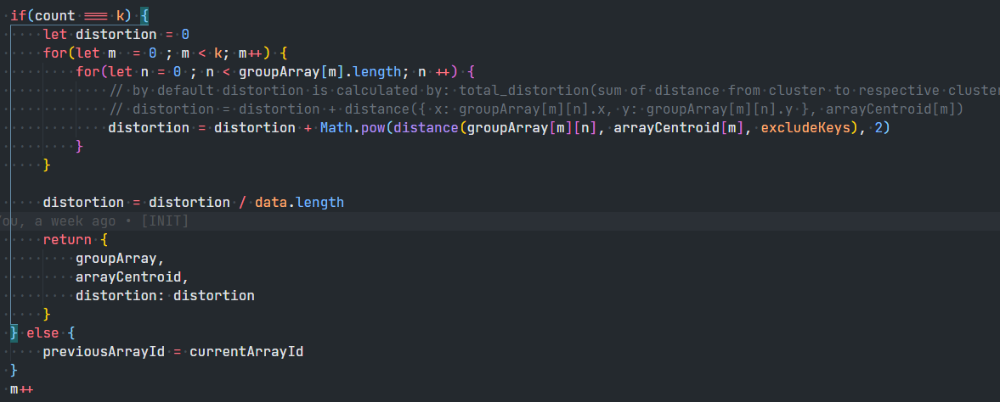 if(count === k) {
let distortion = 0
for(let m  = 0 ; m < k; m++) {
for(let n = 0 ; n < groupArray[m].length; n ++) {
// by default distortion is calculated by: total_distortion(sum of distance from cluster to respective cluster
// distortion = distortion + distance({ x: groupArray[m][n].x, y: groupArray[m][n].y }, arrayCentroid[m])
distortion = distortion + Math.pow(distance(groupArray[m][n], arrayCentroid[m], excludeKeys), 2)
}
}
distortion = distortion / data.length
You, a week ago • [INIT]
return {
groupArray,
arrayCentroid,
distortion: distortion
}
} else {
previousArrayId = currentArrayId
}
m++